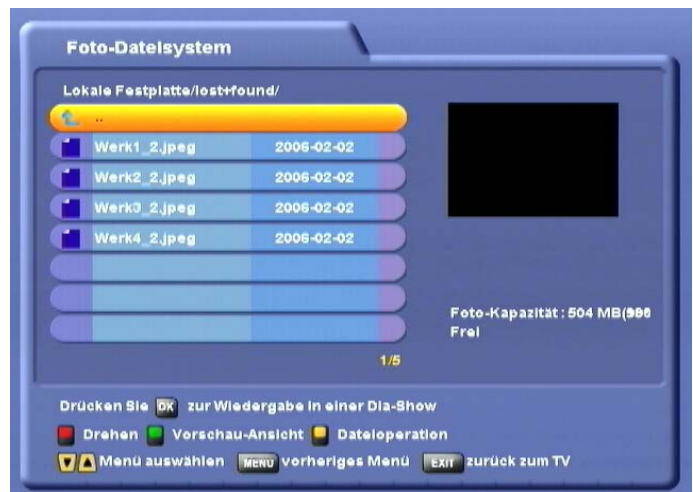 Foto-Dateisystem
Lokale Festplatte/lost+found/
..
Werk1_2.jpeg 2006-02-02
Werk2_2.jpeg 2006-02-02
Werk3_2.jpeg 2006-02-02
Werk4_2.jpeg 2006-02-02
Foto-Kapazität : 504 MB
Frei
1/5
Drücken Sie OK zur Wiedergabe in einer Dia-Show
Drehen Vorschau-Ansicht Dateioperation
Menü auswählen MENU vorheriges Menü EXIT zurück zum TV